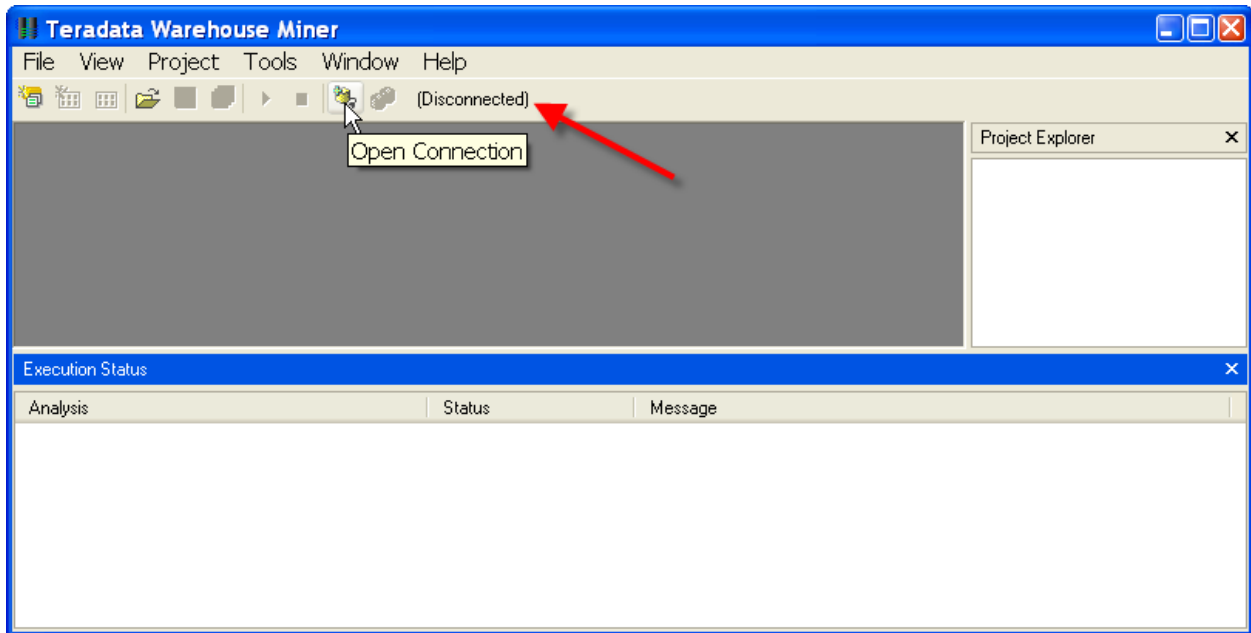 Teradata Warehouse Miner
File View Project Tools Window Help
(Disconnected)
Open Connection
Project Explorer
Execution Status
Analysis Status Message